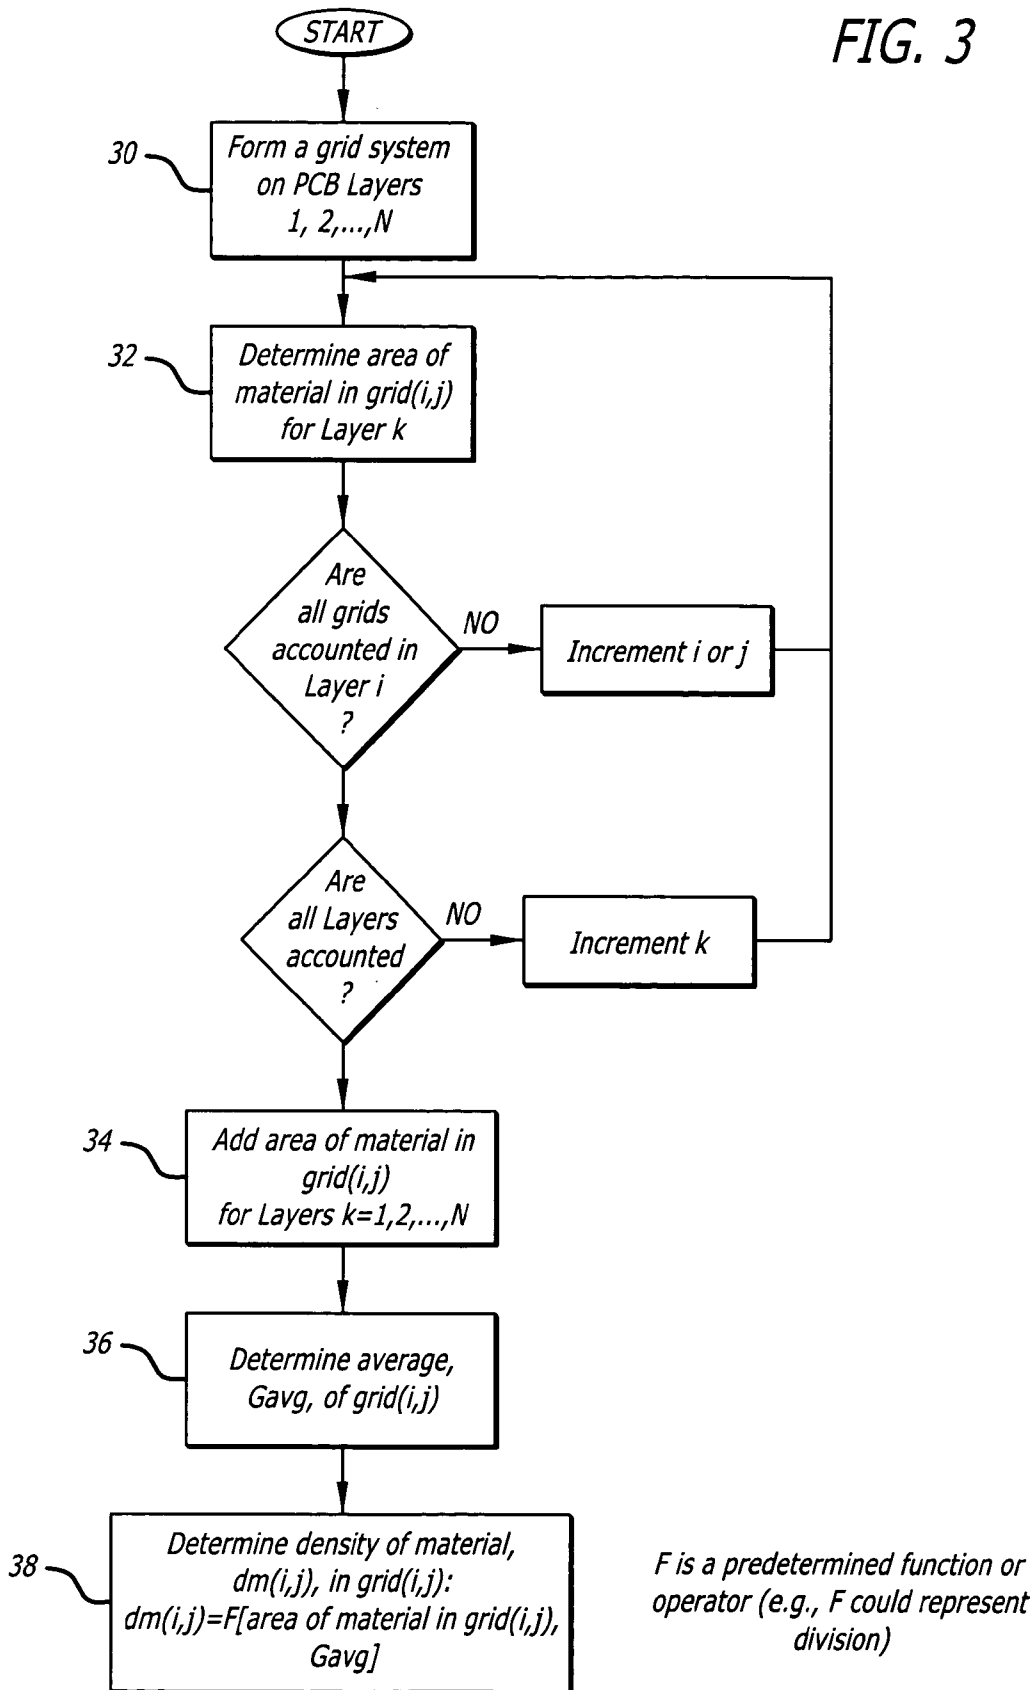 FIG. 3
START
30
Form a grid system
on PCB Layers
1, 2,...,N
32
Determine area of
material in grid(i,j)
for Layer k
Are
all grids
accounted in
Layer i
?
NO
Increment i or j
Are
all Layers
accounted
?
NO
Increment k
34
Add area of material in
grid(i,j)
for Layers k=1,2,...,N
36
Determine average,
Gavg, of grid(i,j)
38
Determine density of material,
dm(i,j), in grid(i,j):
dm(i,j)=F[area of material in grid(i,j),
Gavg]
F is a predetermined function or
operator (e.g., F could represent
division)